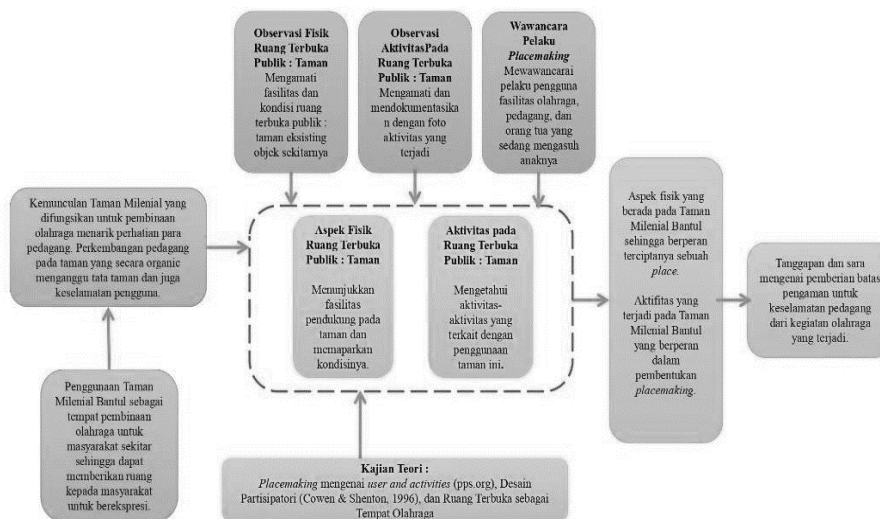 Observasi Fisik
Ruang Terbuka
Publik : Taman
Mengamati
fasilitas dan
kondisi ruang
terbuka publik :
taman eksisting
objek sekitarnya
Observasi
AktivitasPada
Ruang Terbuka
Publik : Taman
Mengamati dan
mendokumentasika
n dengan foto
aktivitas yang
terjadi
Wawancara
Pelaku
Placemaking
Mewawancarai
pelaku pengguna
fasilitas olahraga,
pedagang, dan
orang tua yang
sedang mengasuh
anaknya
Kemunculan Taman Milenial yang
difungsikan untuk pembinaan
olahraga menarik perhatian para
pedagang. Perkembangan pedagang
pada taman yang secara organic
menganggu tata taman dan juga
keselamatan pengguna.
Penggunaan Taman
Milenial Bantul sebagai
tempat pembinaan
olahraga untuk
masyarakat sekitar
sehingga dapat
memberikan ruang
kepada masyarakat
untuk berekspresi.
Aspek Fisik
Ruang Terbuka
Publik : Taman
Menunjukkan
fasilitas
pendukung pada
taman dan
memaparkan
kondisinya.
Aktivitas pada
Ruang Terbuka
Publik : Taman
Mengetahui
aktivitas-
aktivitas yang
terkait dengan
penggunaan
taman ini.
Kajian Teori :
Placemaking mengenai user and activities (pps.org), Desain
Partisipatori (Cowen & Shenton, 1996), dan Ruang Terbuka sebagai
Tempat Olahraga
Aspek fisik yang
berada pada Taman
Milenial Bantul
sehingga berperan
terciptanya sebuah
place.
Aktifitas yang
terjadi pada Taman
Milenial Bantul
yang berperan
dalam
pembentukan
placemaking.
Tanggapan dan sara
mengenai pemberian batas
pengaman untuk
keselamatan pedagang
dari kegiatan olahraga
yang terjadi.